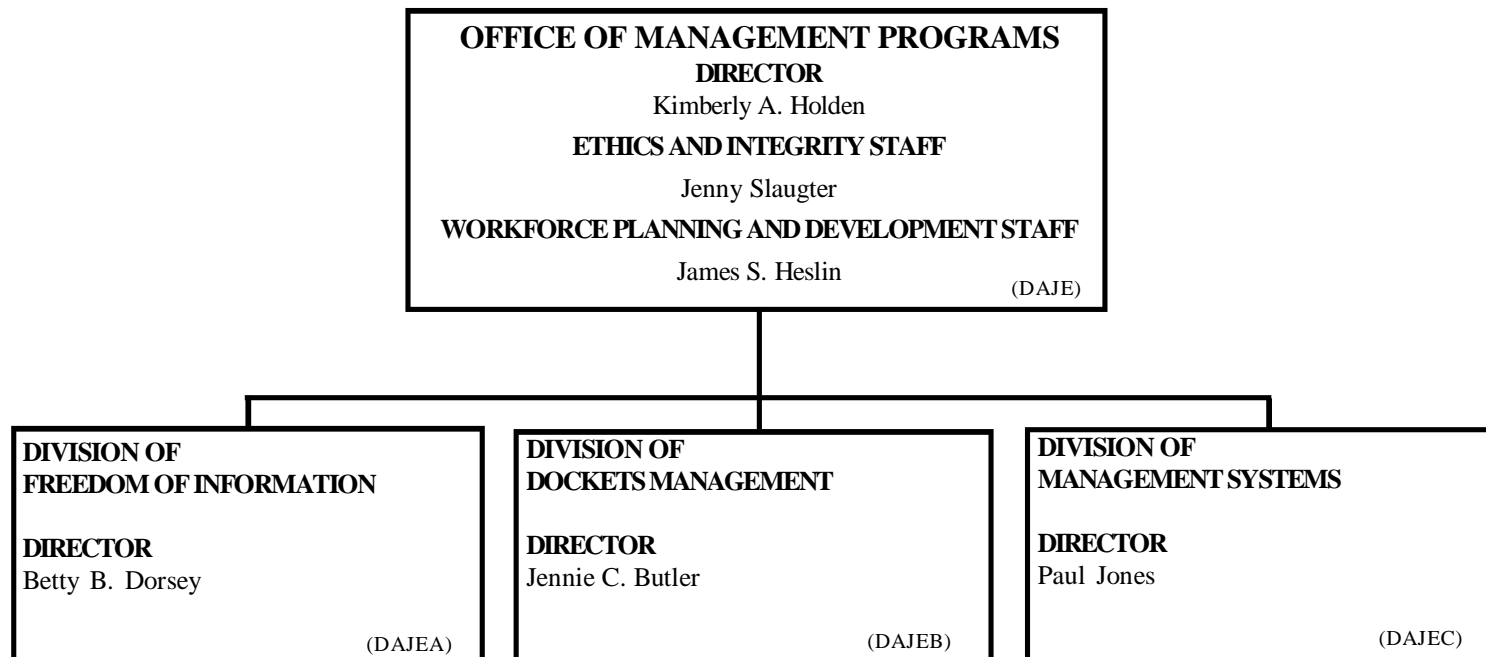 OFFICE OF MANAGEMENT PROGRAMS
DIRECTOR
Kimberly A. Holden
ETHICS AND INTEGRITY STAFF
Jenny Slaugter
WORKFORCE PLANNING AND DEVELOPMENT STAFF
James S. Heslin
(DAJE)
DIVISION OF
FREEDOM OF INFORMATION
DIRECTOR
Betty B. Dorsey
(DAJEA)
DIVISION OF
DOCKETS MANAGEMENT
DIRECTOR
Jennie C. Butler
(DAJEB)
DIVISION OF
MANAGEMENT SYSTEMS
DIRECTOR
Paul Jones
(DAJEC)